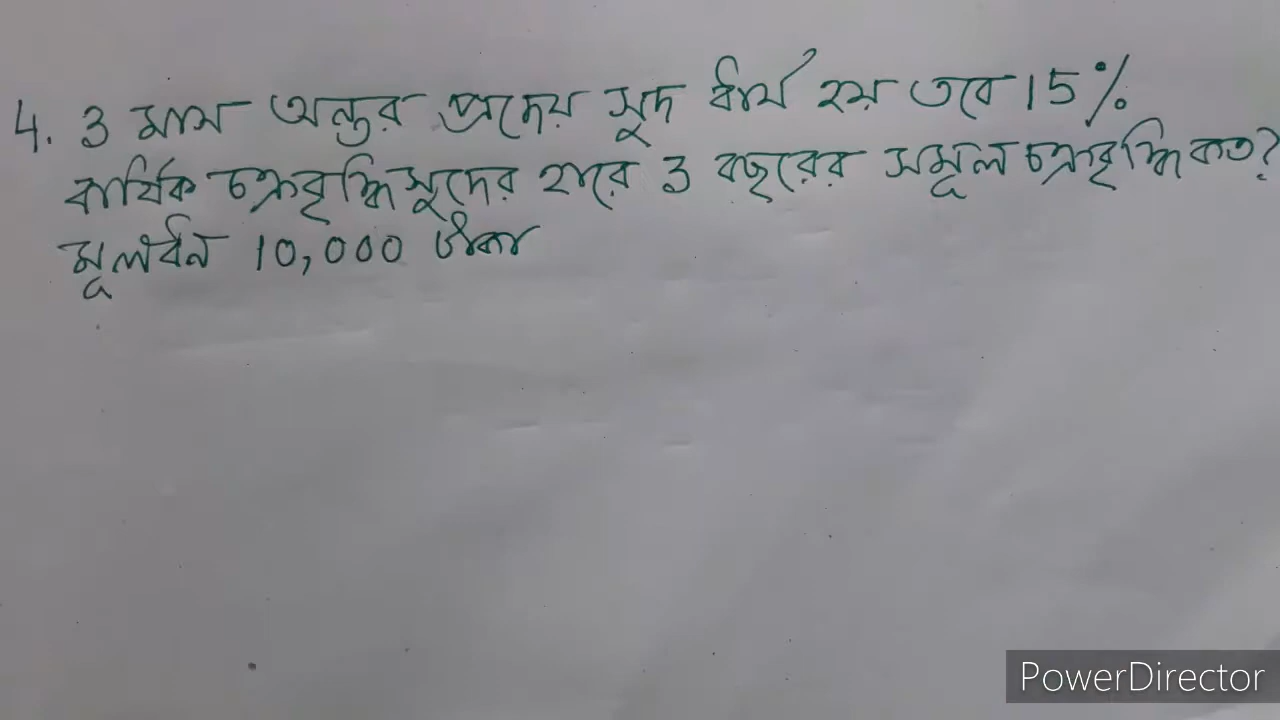 4. 3 মাস অন্তর প্রদেয় সুদ ধার্য হয় তবে 15%
বার্ষিক চক্রবৃদ্ধি সুদের হারে 3 বছরের সমূল চক্রবৃদ্ধি কত?
মূলধন 10,000 টাকা
PowerDirector